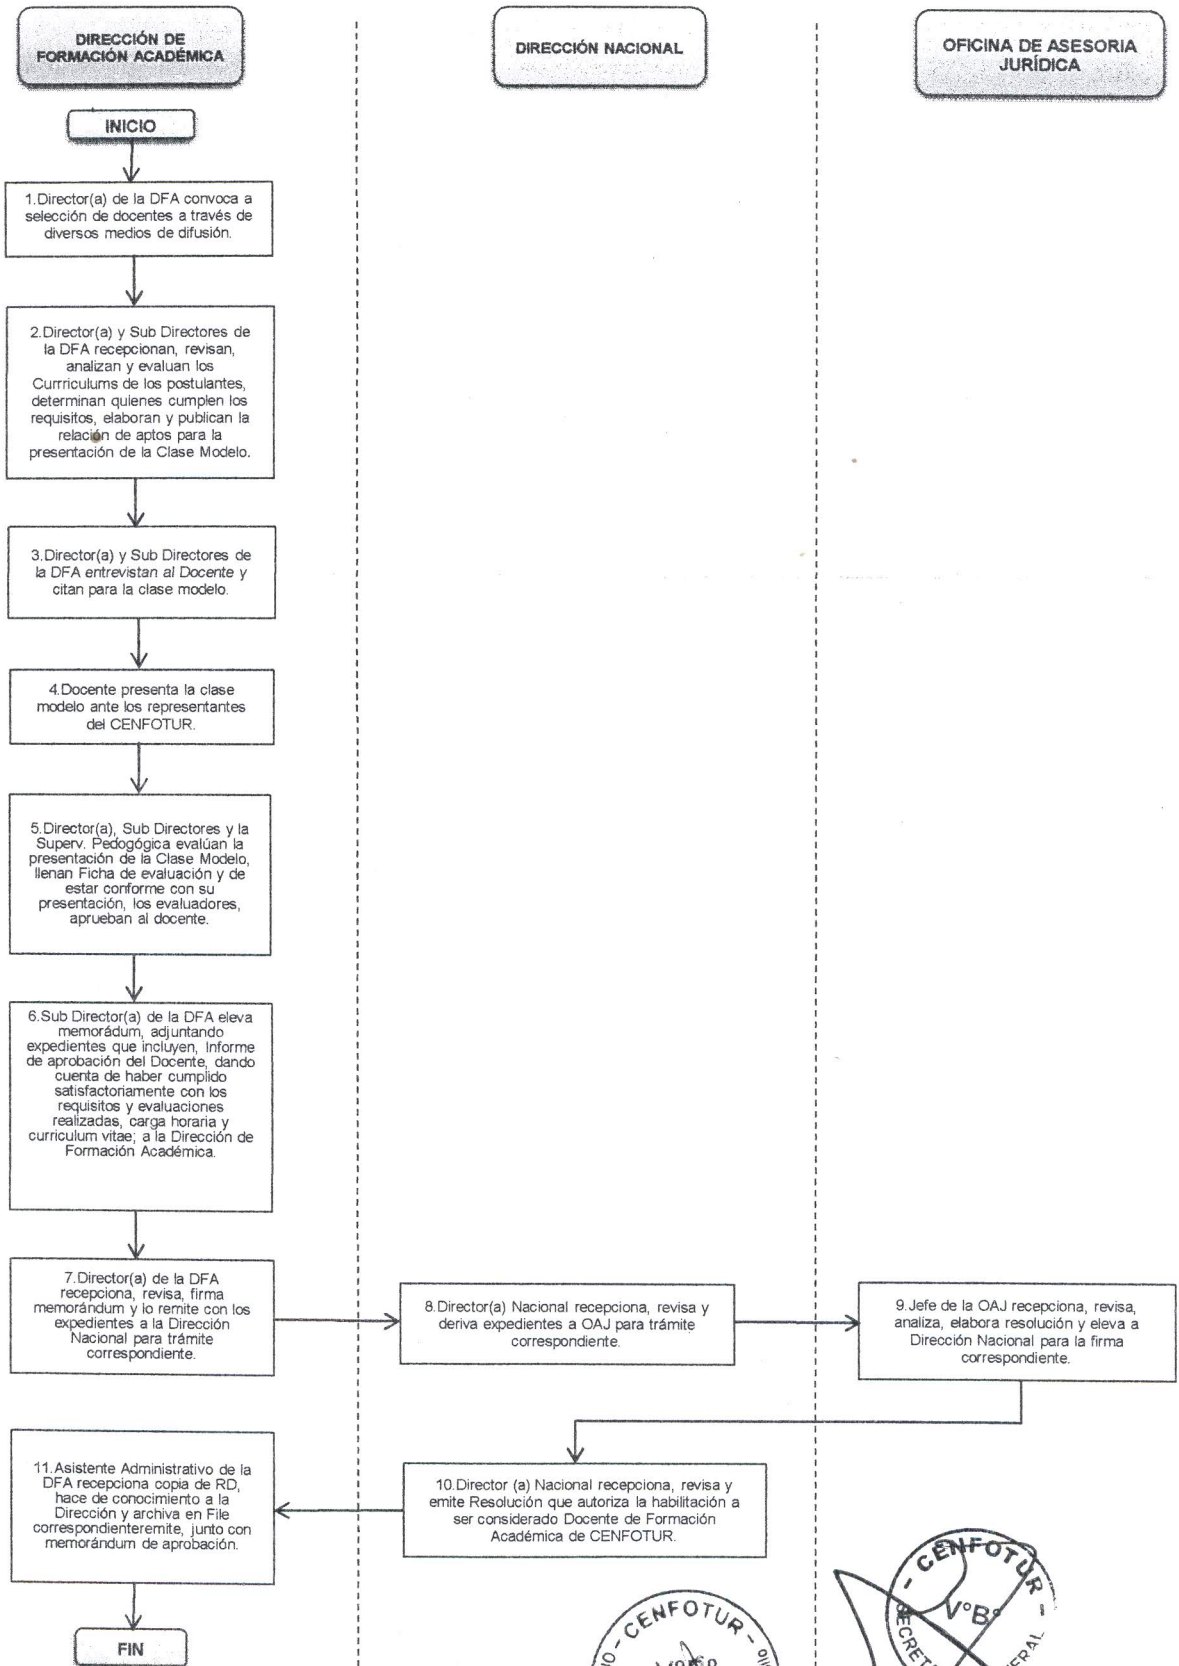 DIRECCIÓN DE
FORMACIÓN ACADÉMICA
DIRECCIÓN NACIONAL
OFICINA DE ASESORIA
JURÍDICA
INICIO
1.Director(a) de la DFA convoca a
selección de docentes a través de
diversos medios de difusión.
2.Director(a) y Sub Directores de
la DFA recepcionan, revisan,
analizan y evaluan los
Currriculums de los postulantes,
determinan quienes cumplen los
requisitos, elaboran y publican la
relación de aptos para la
presentación de la Clase Modelo.
3.Director(a) y Sub Directores de
la DFA entrevistan al Docente y
citan para la clase modelo.
4.Docente presenta la clase
modelo ante los representantes
del CENFOTUR.
5.Director(a), Sub Directores y la
Superv. Pedogógica evalúan la
presentación de la Clase Modelo,
llenan Ficha de evaluación y de
estar conforme con su
presentación, los evaluadores,
aprueban al docente.
6.Sub Director(a) de la DFA eleva
memorádum, adjuntando
expedientes que incluyen, Informe
de aprobación del Docente, dando
cuenta de haber cumplido
satisfactoriamente con los
requisitos y evaluaciones
realizadas, carga horaria y
curriculum vitae; a la Dirección de
Formación Académica.
7.Director(a) de la DFA
recepciona, revisa, firma
memorándum y lo remite con los
expedientes a la Dirección
Nacional para trámite
correspondiente.
8.Director(a) Nacional recepciona, revisa y
deriva expedientes a OAJ para trámite
correspondiente.
9.Jefe de la OAJ recepciona, revisa,
analiza, elabora resolución y eleva a
Dirección Nacional para la firma
correspondiente.
10.Director (a) Nacional recepciona, revisa y
emite Resolución que autoriza la habilitación a
ser considerado Docente de Formación
Académica de CENFOTUR.
11.Asistente Administrativo de la
DFA recepciona copia de RD,
hace de conocimiento a la
Dirección y archiva en File
correspondienteremite, junto con
memorándum de aprobación.
FIN
- CENFOTUR -
- CENFOTUR -
V°B°